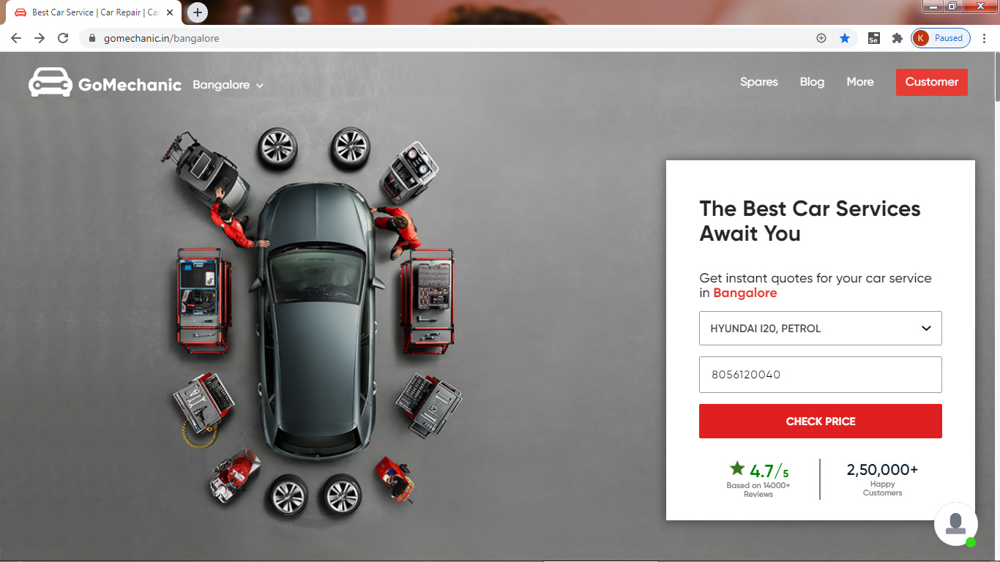 Best Car Service | Car Repair | Car
gomechanic.in/bangalore
Se
K
Paused
GoMechanic
Bangalore
Spares
Blog
More
Customer
The Best Car Services
Await You
Get instant quotes for your car service
in Bangalore
HYUNDAI I20, PETROL
8056120040
CHECK PRICE
4.7/5
Based on 14000+
Reviews
2,50,000+
Happy
Customers